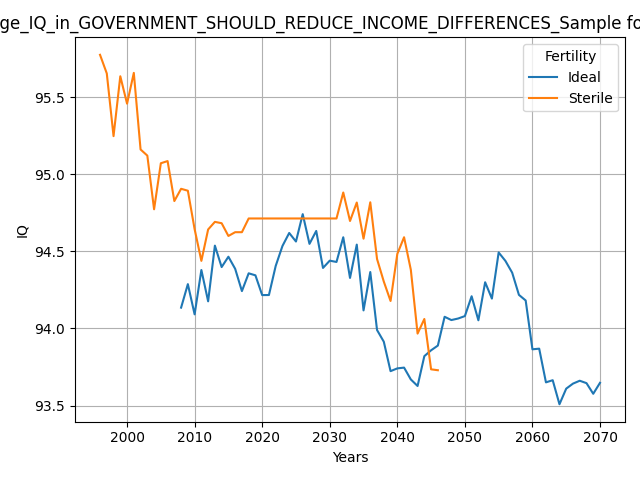 ge_IQ_in_GOVERNMENT_SHOULD_REDUCE_INCOME_DIFFERENCES_Sample fo
Fertility
Ideal
Sterile
IQ
95.5
95.0
94.5
94.0
93.5
2000 2010 2020 2030 2040 2050 2060 2070
Years